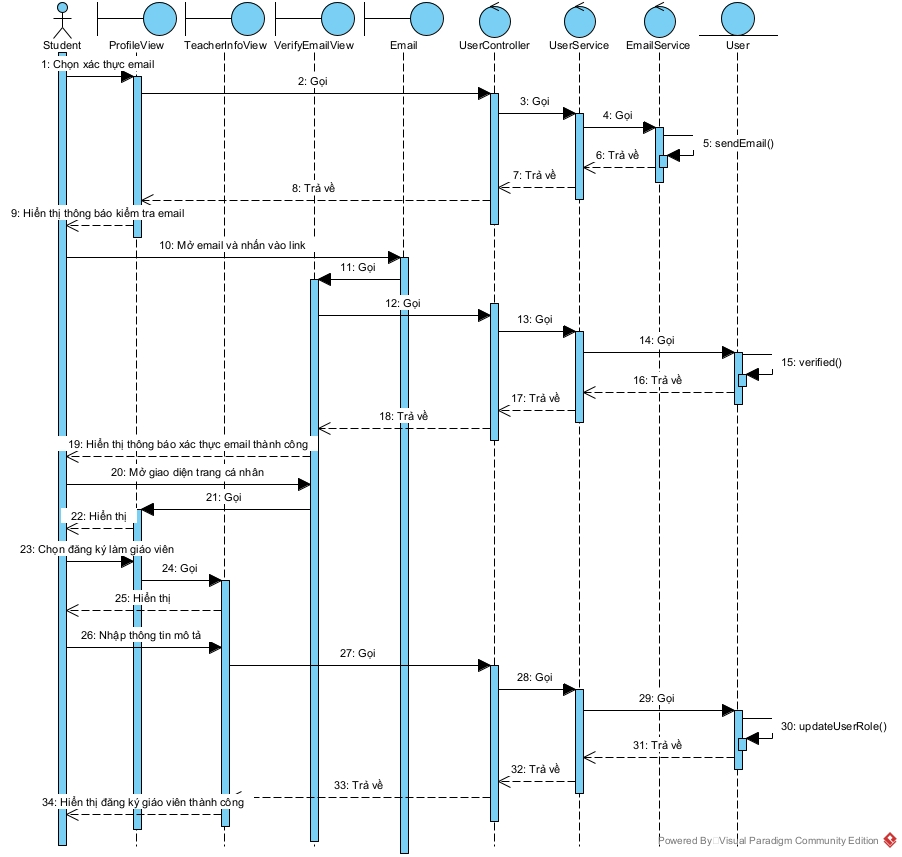 Student
ProfileView
TeacherInfoView
VerifyEmailView
Email
UserController
UserService
EmailService
User
1: Chọn xác thực email
2: Gọi
3: Gọi
4: Gọi
5: sendEmail()
6: Trả về
7: Trả về
8: Trả về
9: Hiển thị thông báo kiểm tra email
10: Mở email và nhấn vào link
11: Gọi
12: Gọi
13: Gọi
14: Gọi
15: verified()
16: Trả về
17: Trả về
18: Trả về
19: Hiển thị thông báo xác thực email thành công
20: Mở giao diện trang cá nhân
21: Gọi
22: Hiển thị
23: Chọn đăng ký làm giáo viên
24: Gọi
25: Hiển thị
26: Nhập thông tin mô tả
27: Gọi
28: Gọi
29: Gọi
30: updateUserRole()
31: Trả về
32: Trả về
33: Trả về
34: Hiển thị đăng ký giáo viên thành công
Powered By Visual Paradigm Community Edition